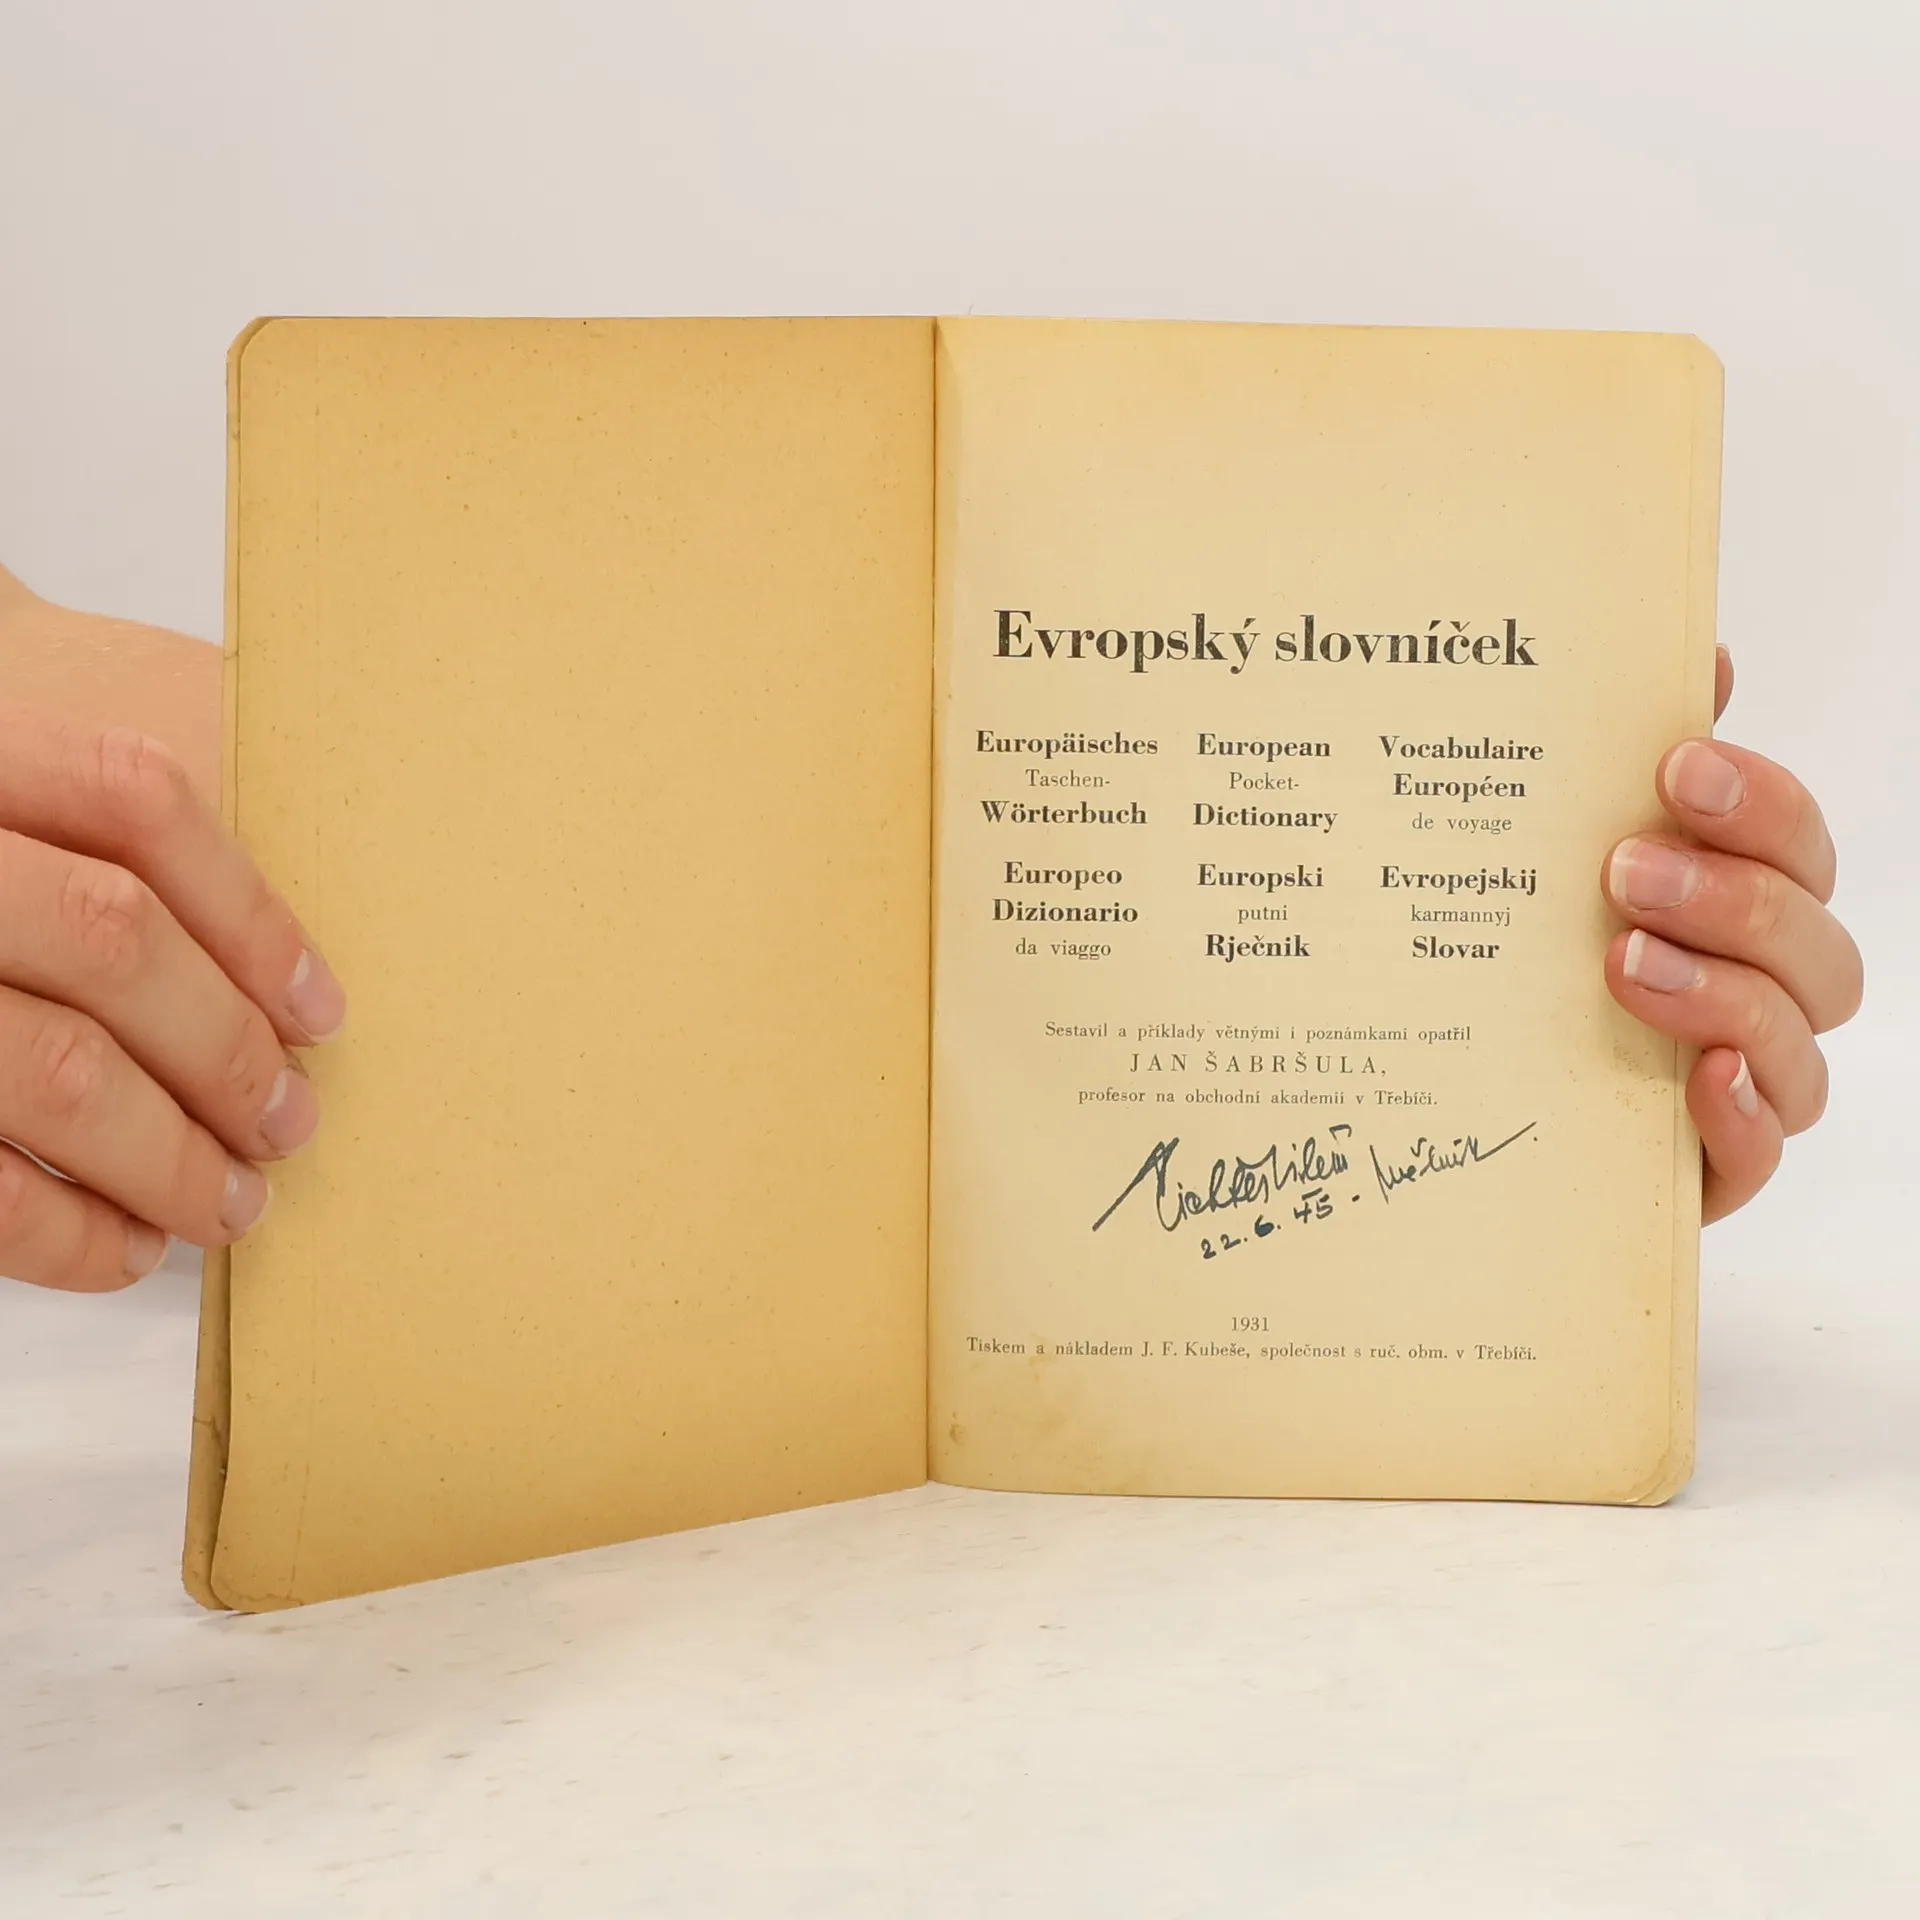 Evropský slovníček
Europäisches
Taschen-
Wörterbuch
European
Pocket-
Dictionary
Vocabulaire
Européen
de voyage
Europeo
Dizionario
da viaggo
Europski
putni
Rječnik
Evropejskij
karmannyj
Slovar
Sestavil a příklady větnými i poznámkami opatřil
JAN ŠABRŠULA,
profesor na obchodní akademii v Třebíči.
Mělník
22. 6. 45
1931
Tiskem a nákladem J. F. Kubeše, společnost s ruč. obm. v Třebíči.